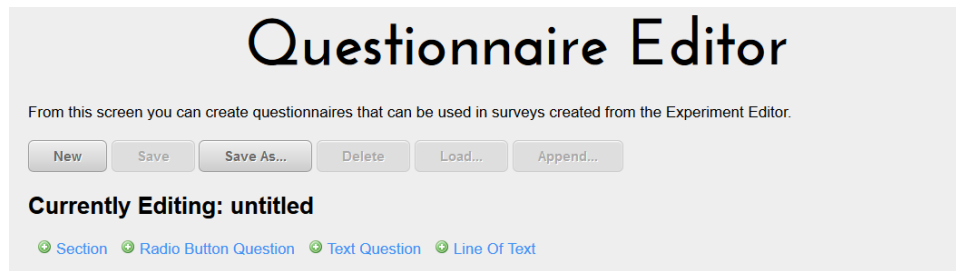 Questionnaire Editor
From this screen you can create questionnaires that can be used in surveys created from the Experiment Editor.
New Save Save As... Delete Load... Append...
Currently Editing: untitled
Section Radio Button Question Text Question Line Of Text